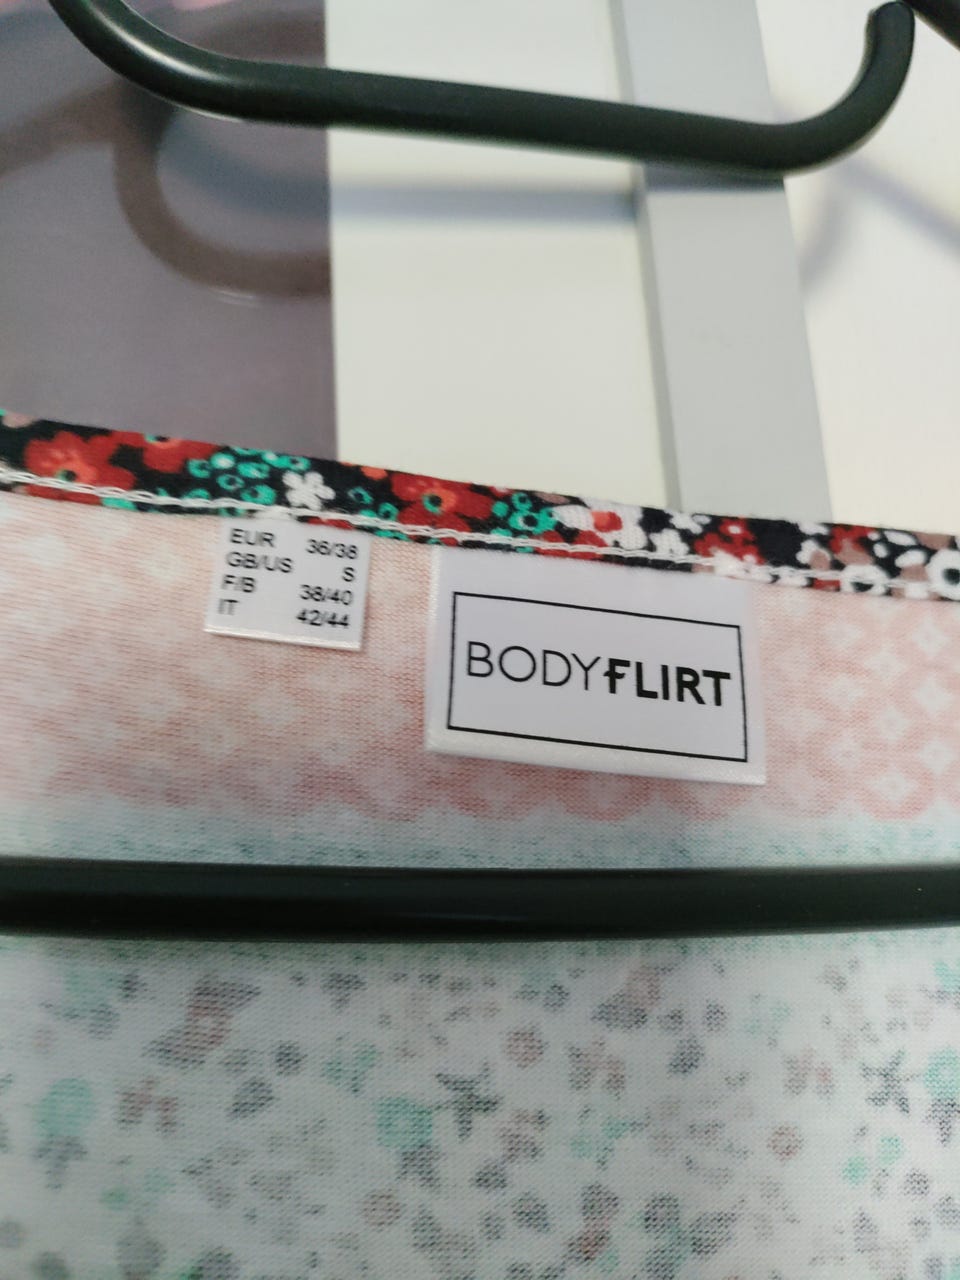 EUR 36/38
GB/US S
F/B 38/40
IT 42/44
BODYFLIRT